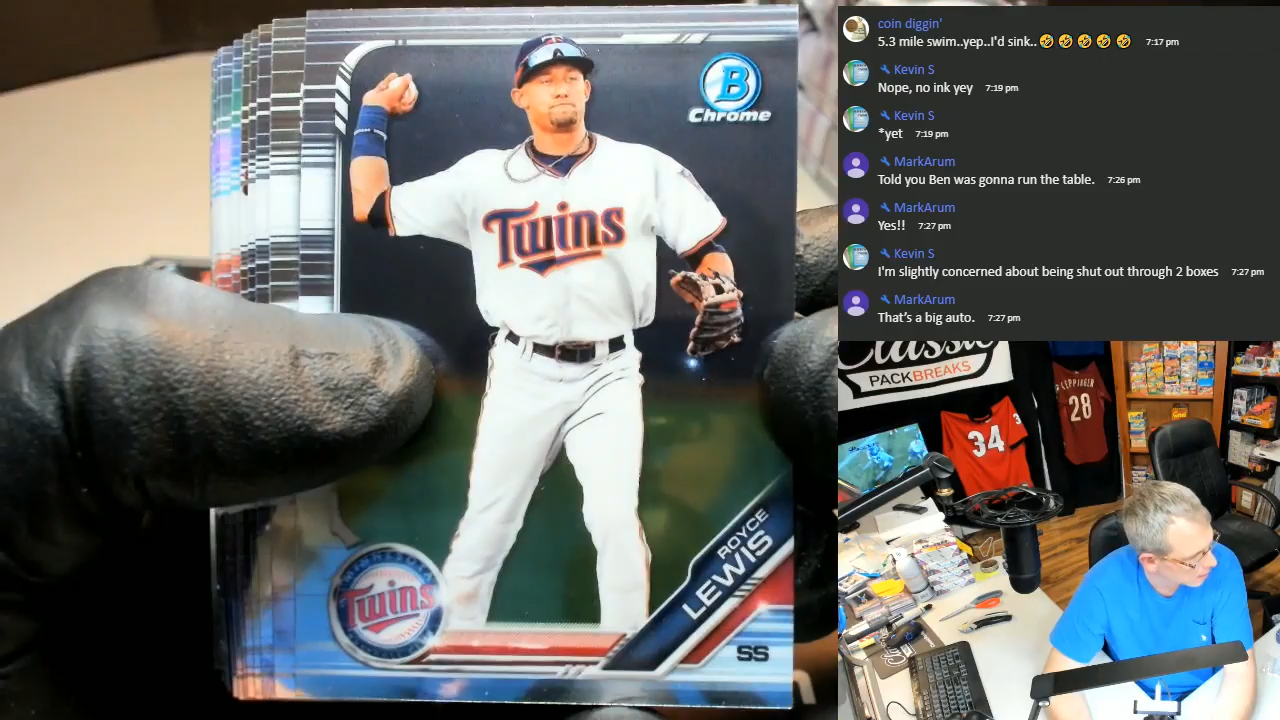 B
Chrome
Twins
ROYCE
LEWIS
SS
Twins
coin diggin'
5.3 mile swim..yep..I'd sink..🤣🤣🤣🤣🤣 7:17 pm
Kevin S
Nope, no ink yey 7:19 pm
Kevin S
*yet 7:19 pm
MarkArum
Told you Ben was gonna run the table. 7:26 pm
MarkArum
Yes!! 7:27 pm
Kevin S
I'm slightly concerned about being shut out through 2 boxes 7:27 pm
MarkArum
That's a big auto. 7:27 pm
Classic
PACKBREAKS
LEPPINGER
28
34